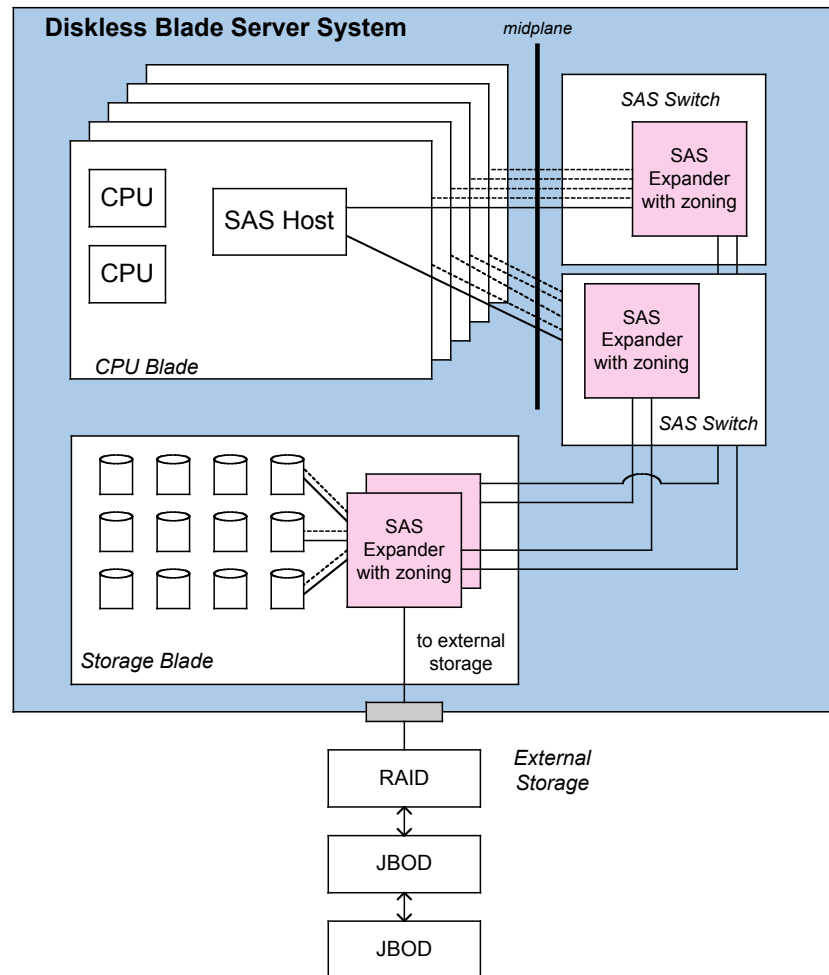 Diskless Blade Server System
midplane
SAS Switch
SAS
Expander
with zoning
CPU
SAS Host
CPU
CPU Blade
SAS
Expander
with zoning
SAS Switch
SAS
Expander
with zoning
to external
storage
Storage Blade
RAID
External
Storage
JBOD
JBOD